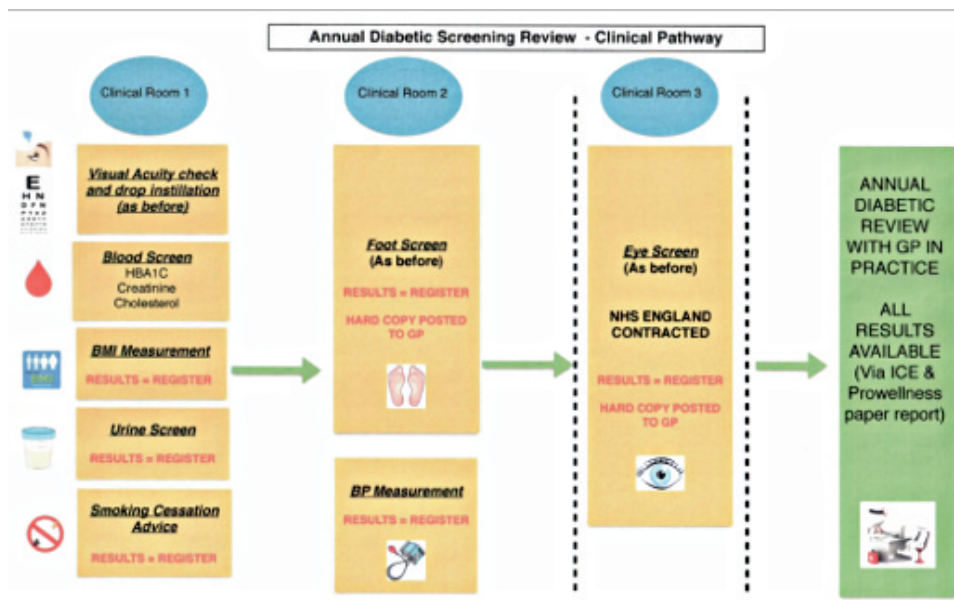 Annual Diabetic Screening Review - Clinical Pathway
Clinical Room 1
Visual Acuity check
and drop instillation
(as before)
Blood Screen
HBA1C
Creatinine
Cholesterol
BMI Measurement
RESULTS = REGISTER
Urine Screen
RESULTS = REGISTER
Smoking Cessation
Advice
RESULTS = REGISTER
Clinical Room 2
Foot Screen
(As before)
RESULTS = REGISTER
HARD COPY POSTED
TO GP
BP Measurement
RESULTS = REGISTER
Clinical Room 3
Eye Screen
(As before)
NHS ENGLAND
CONTRACTED
RESULTS = REGISTER
HARD COPY POSTED
TO GP
ANNUAL
DIABETIC
REVIEW
WITH GP IN
PRACTICE
ALL
RESULTS
AVAILABLE
(Via ICE &
Prowellness
paper report)
E
H N